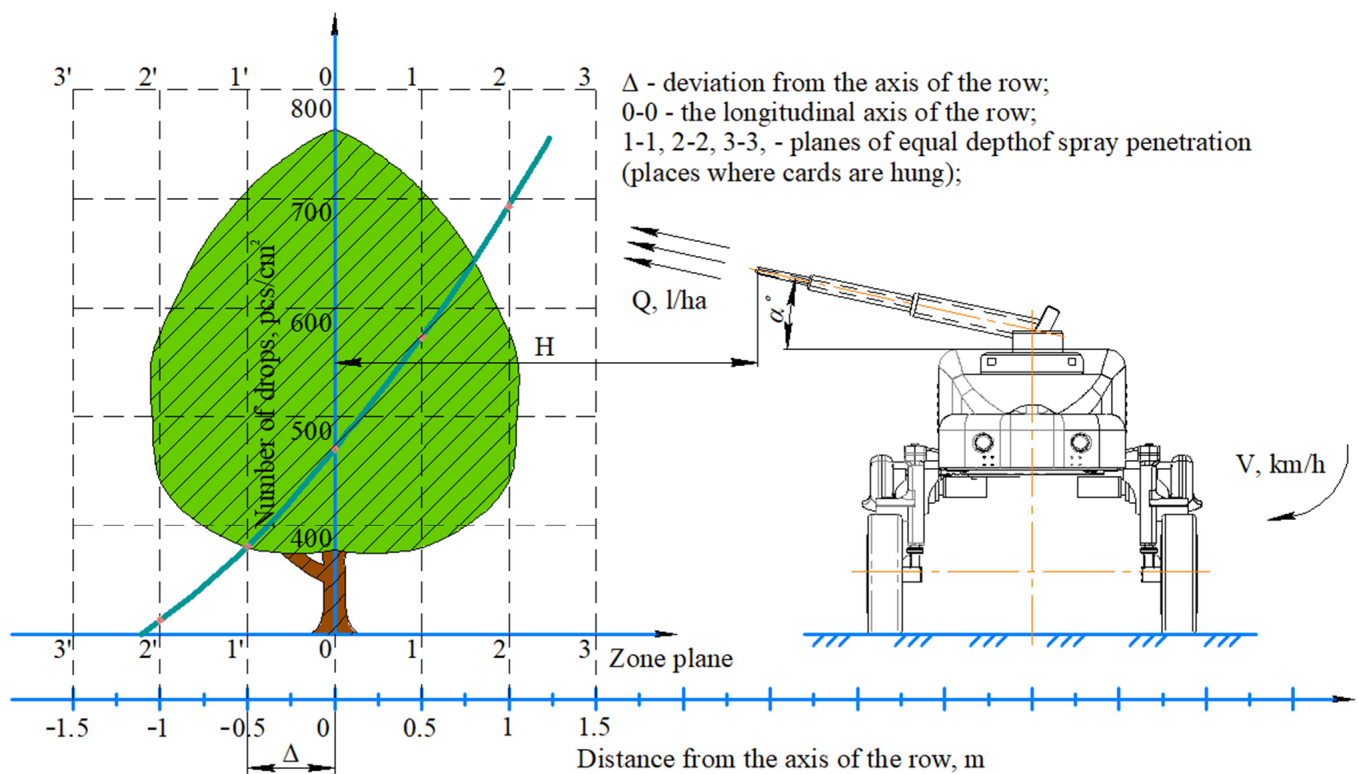 3' 2' 1' 0 1 2 3
Δ - deviation from the axis of the row;
0-0 - the longitudinal axis of the row;
1-1, 2-2, 3-3, - planes of equal depthof spray penetration
(places where cards are hung);
800
700
600
500
400
Number of drops, pcs/cm²
Q, l/ha
α°
H
V, km/h
3' 2' 1' 0 1 2 3
Zone plane
-1.5 -1 -0.5 0 0.5 1 1.5
Δ
Distance from the axis of the row, m